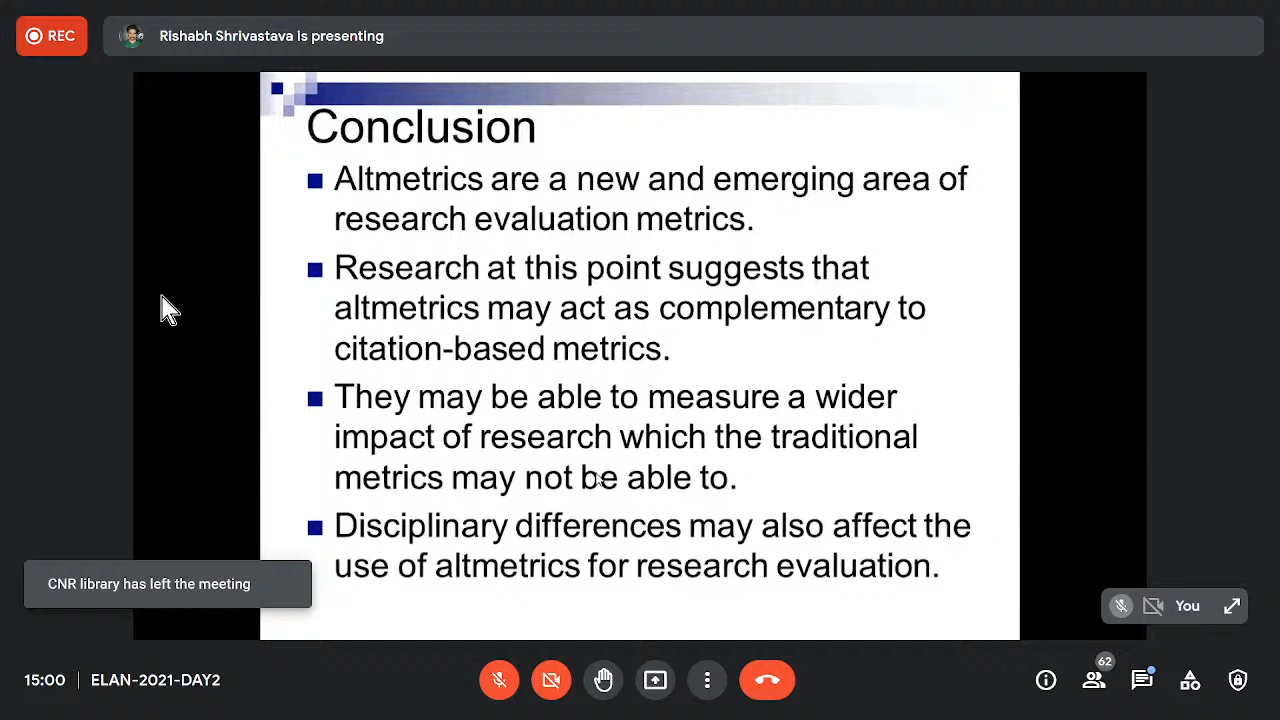 REC
Rishabh Shrivastava is presenting
Conclusion
Altmetrics are a new and emerging area of
research evaluation metrics.
Research at this point suggests that
altmetrics may act as complementary to
citation-based metrics.
They may be able to measure a wider
impact of research which the traditional
metrics may not be able to.
Disciplinary differences may also affect the
use of altmetrics for research evaluation.
CNR library has left the meeting
You
15:00 | ELAN-2021-DAY2
62